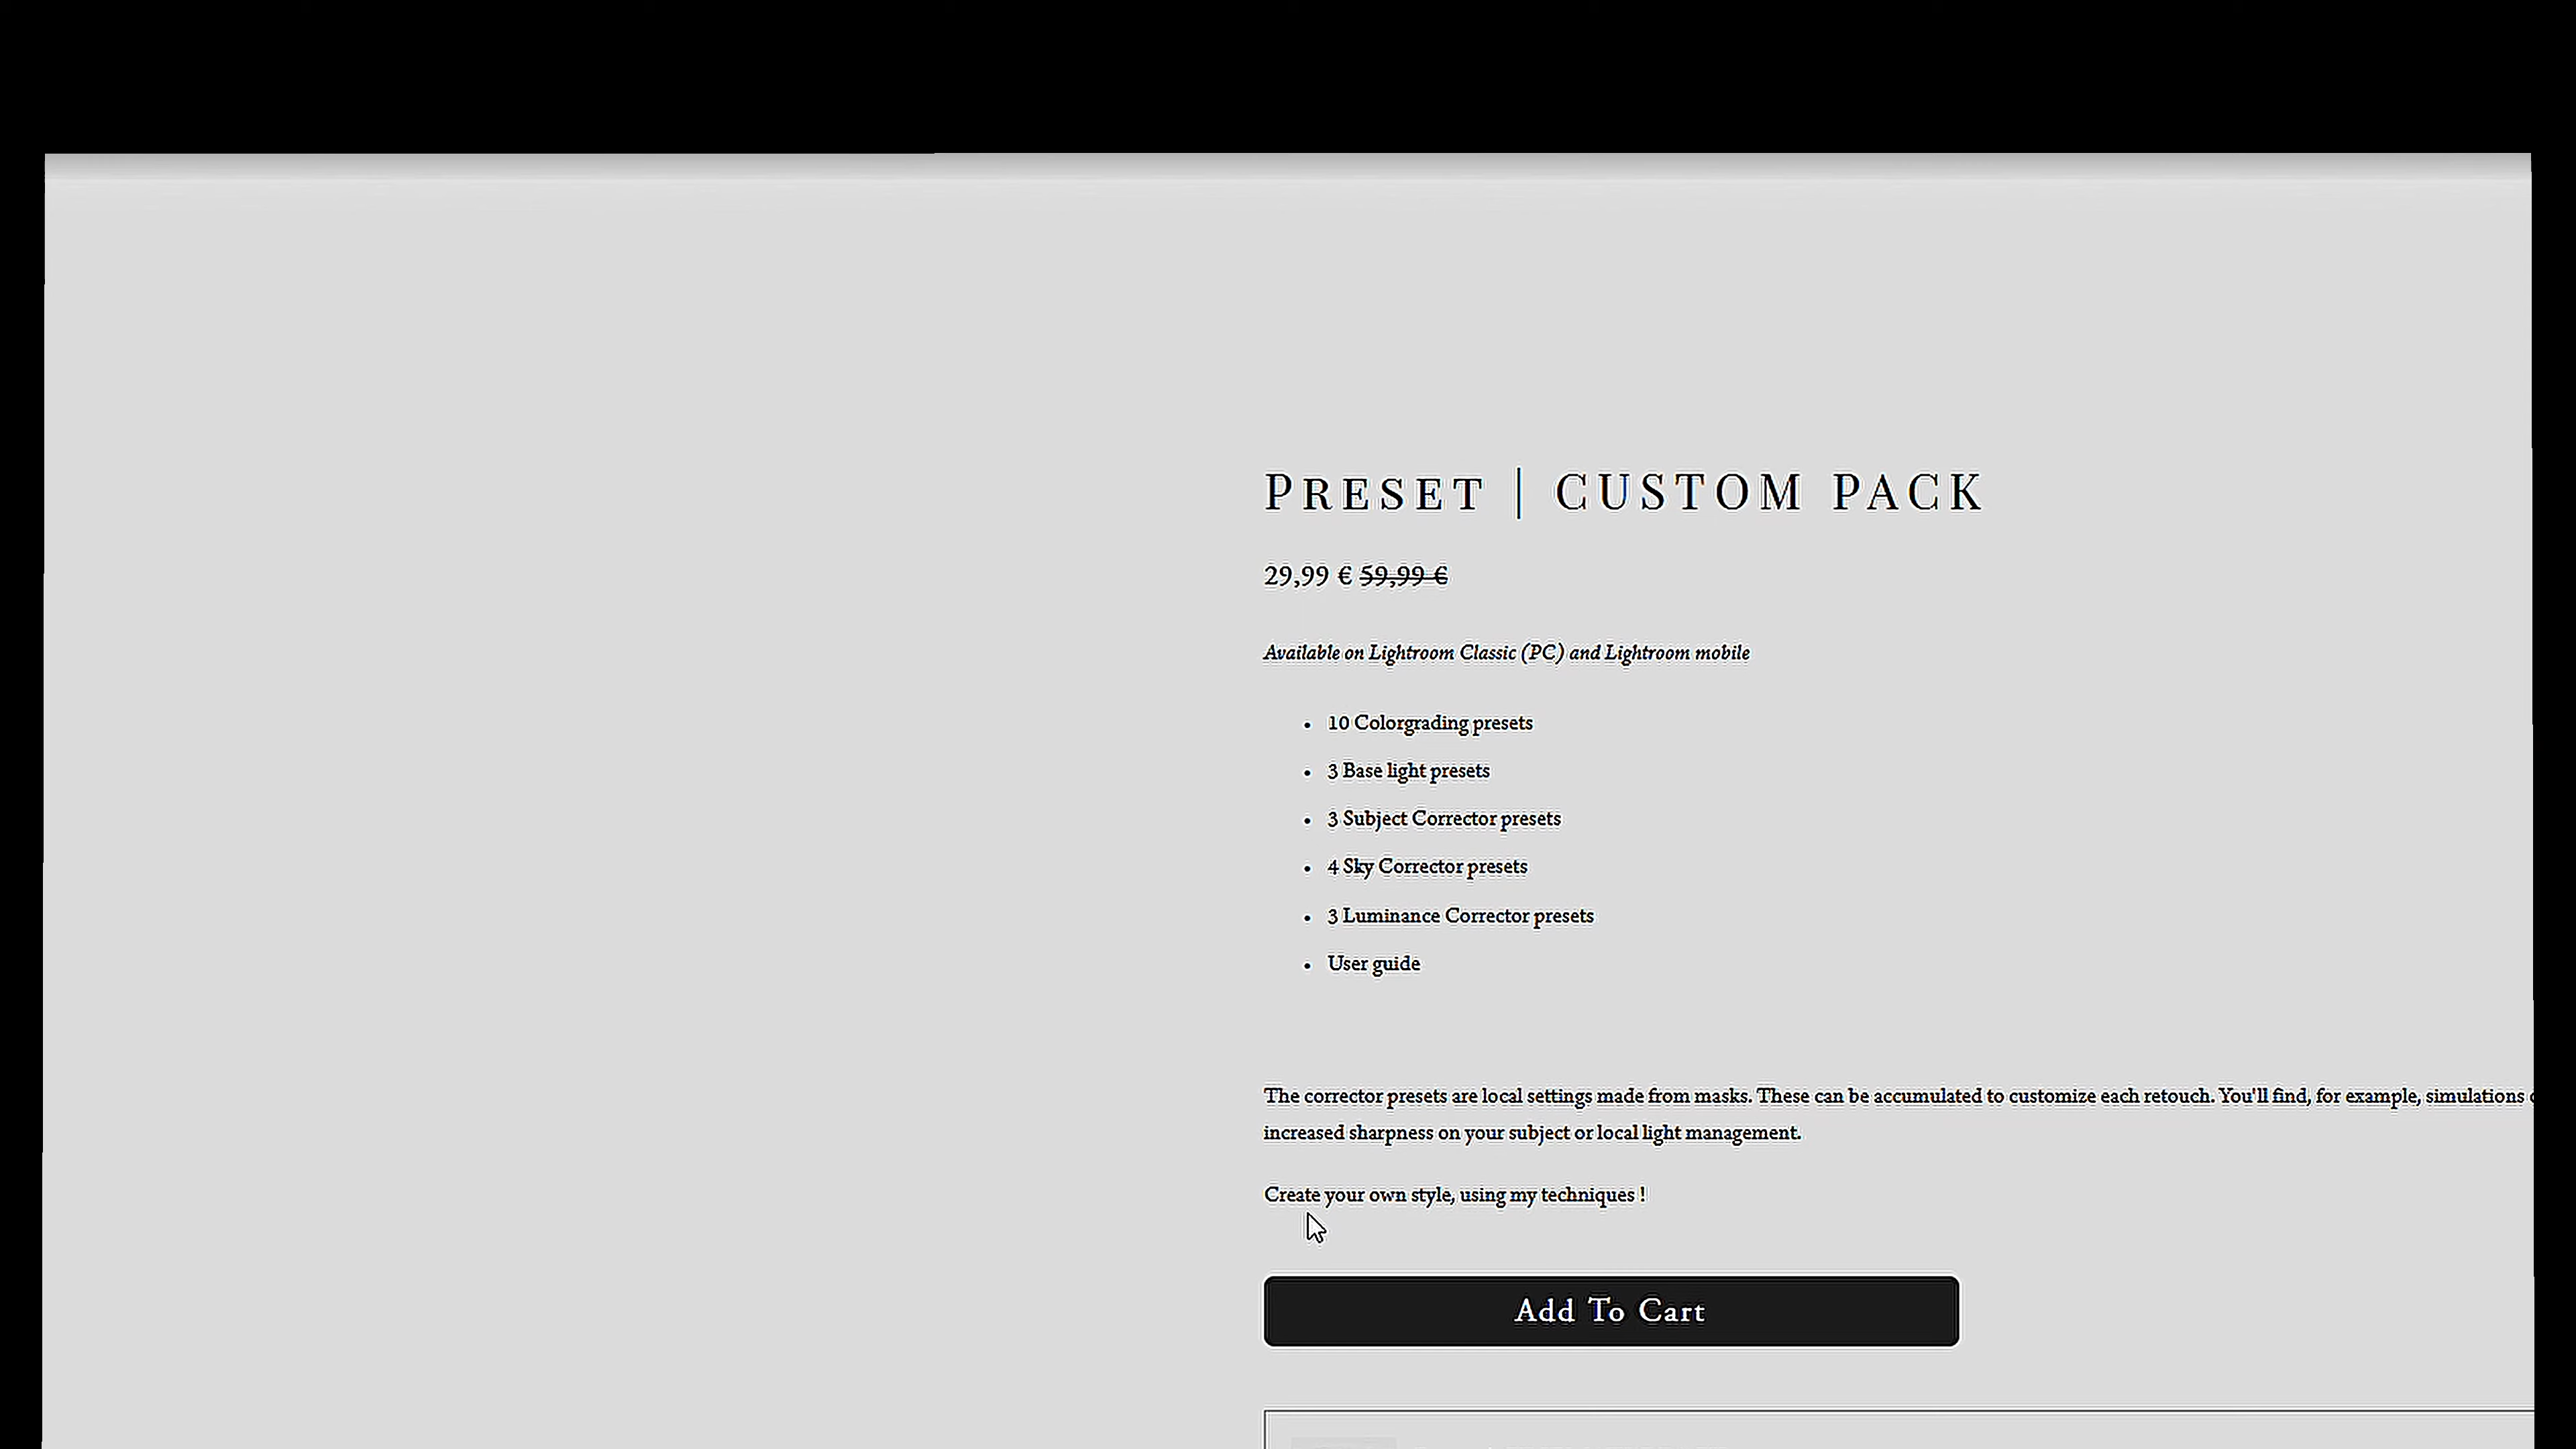 PRESET | CUSTOM PACK
29,99 € 59,99 €
Available on Lightroom Classic (PC) and Lightroom mobile
• 10 Colorgrading presets
• 3 Base light presets
• 3 Subject Corrector presets
• 4 Sky Corrector presets
• 3 Luminance Corrector presets
• User guide
The corrector presets are local settings made from masks. These can be accumulated to customize each retouch. You'll find, for example, simulations
increased sharpness on your subject or local light management.
Create your own style, using my techniques !
Add To Cart